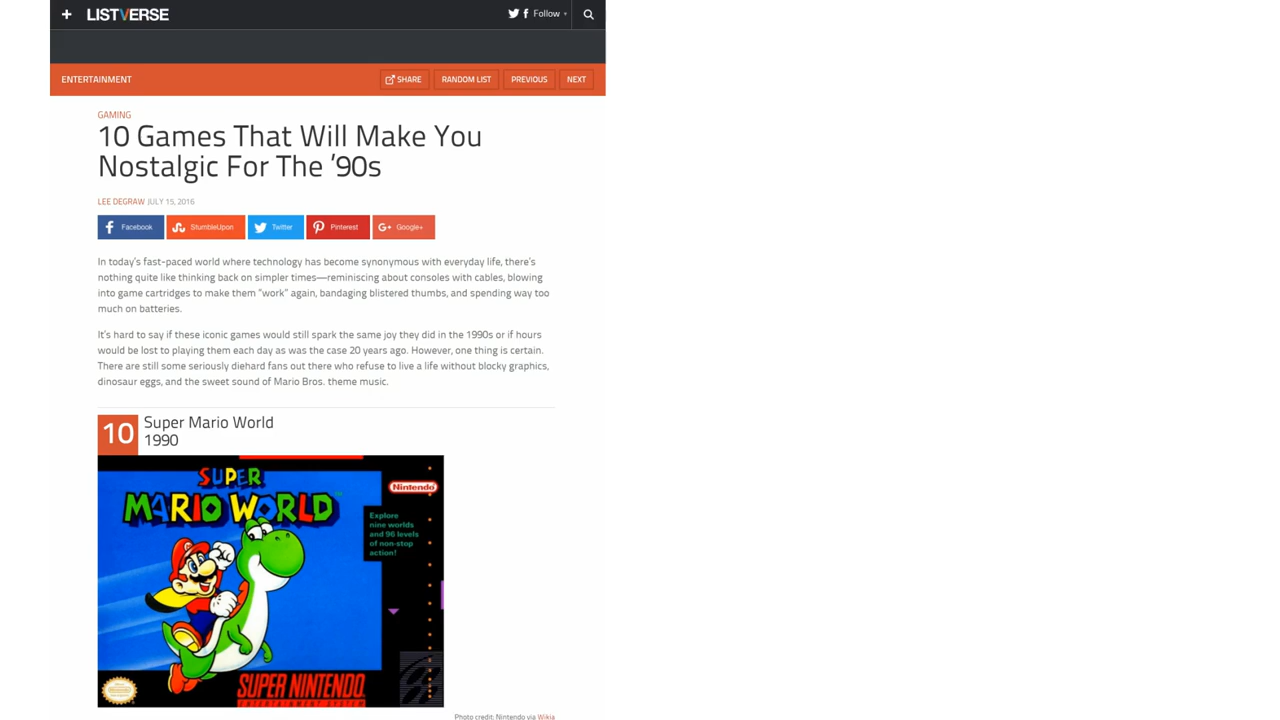 LISTVERSE
Follow +
ENTERTAINMENT
SHARE
RANDOM LIST
PREVIOUS
NEXT
GAMING
10 Games That Will Make You
Nostalgic For The ’90s
LEE DEGRAW JULY 15, 2016
Facebook
StumbleUpon
Twitter
Pinterest
G+ Google+
In today’s fast-paced world where technology has become synonymous with everyday life, there’s
nothing quite like thinking back on simpler times—reminiscing about consoles with cables, blowing
into game cartridges to make them “work” again, bandaging blistered thumbs, and spending way too
much on batteries.
It’s hard to say if these iconic games would still spark the same joy they did in the 1990s or if hours
would be lost to playing them each day as was the case 20 years ago. However, one thing is certain.
There are still some seriously diehard fans out there who refuse to live a life without blocky graphics,
dinosaur eggs, and the sweet sound of Mario Bros. theme music.
10
Super Mario World
1990
SUPER
MARIO WORLD
Nintendo
Explore
nine worlds
and 96 levels
of non-stop
action!
SUPER NINTENDO
ENTERTAINMENT SYSTEM
Photo credit: Nintendo via Wikia